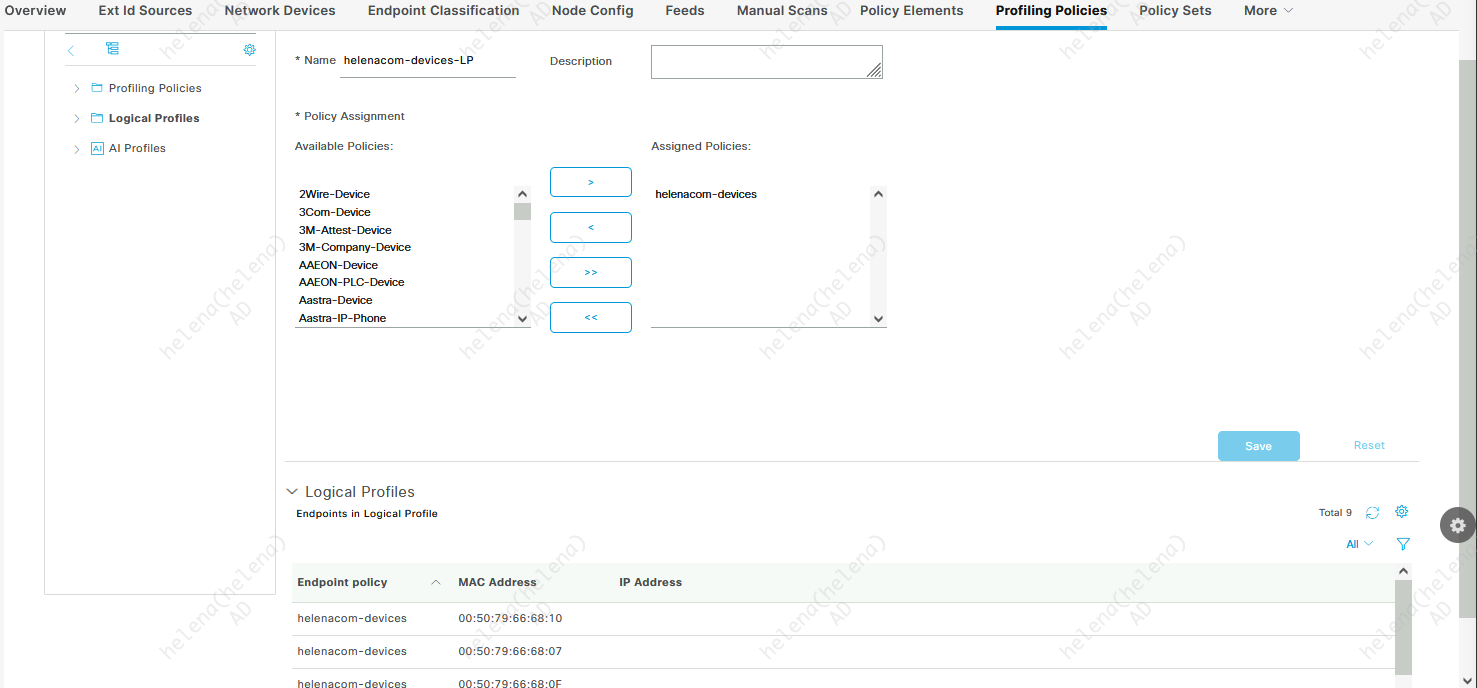 Overview Ext Id Sources Network Devices Endpoint Classification Node Config Feeds Manual Scans Policy Elements Profiling Policies Policy Sets More
* Name helenacom-devices-LP Description
Profiling Policies
Logical Profiles
AI AI Profiles
* Policy Assignment
Available Policies: Assigned Policies:
2Wire-Device
3Com-Device
3M-Attest-Device
3M-Company-Device
AAEON-Device
AAEON-PLC-Device
Aastra-Device
Aastra-IP-Phone
>
<
>>
<<
helenacom-devices
Save Reset
Logical Profiles
Endpoints in Logical Profile
Total 9
All
Endpoint policy MAC Address IP Address
helenacom-devices 00:50:79:66:68:10
helenacom-devices 00:50:79:66:68:07
helenacom-devices 00:50:79:66:68:0F
helena(helena)
AD